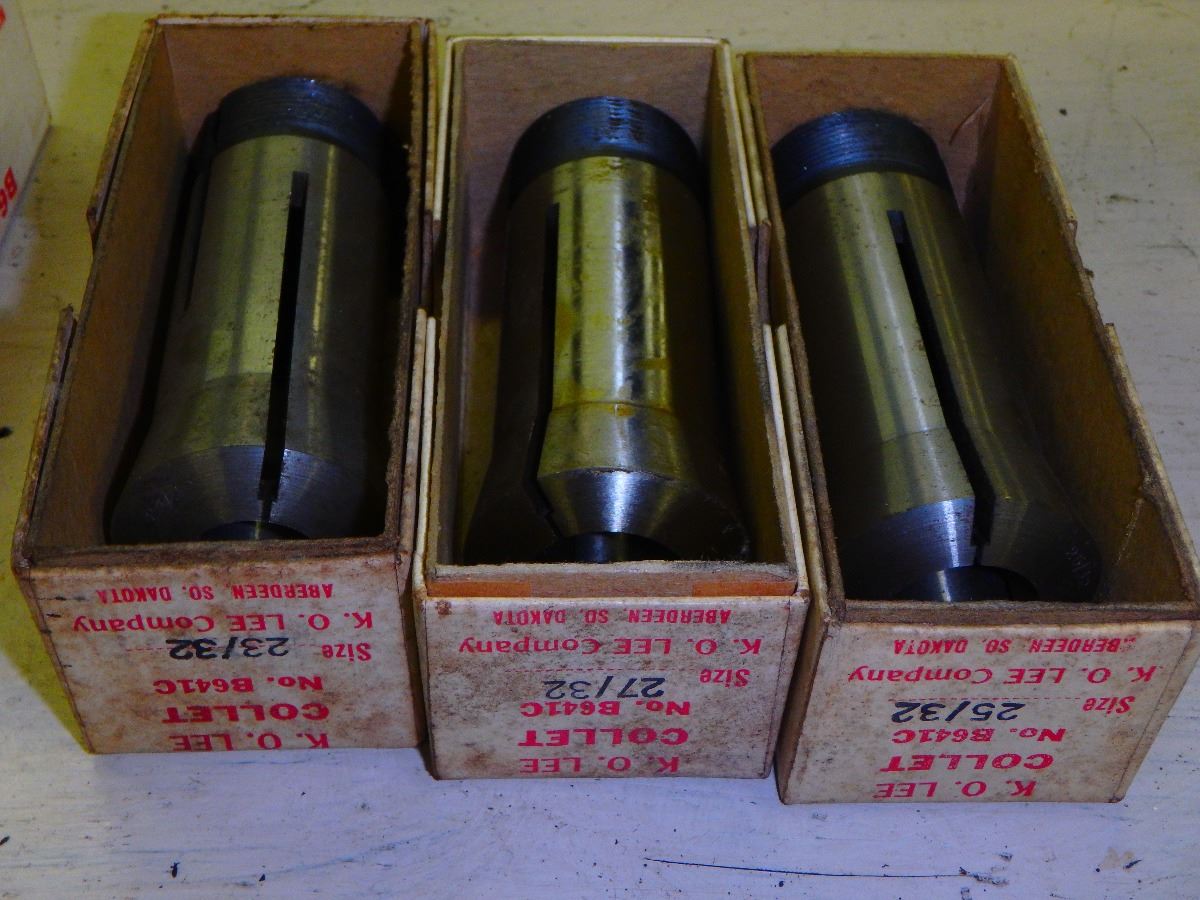 K. O. LEE
COLLET
No. B641C
Size 23/32
K. O. LEE Company
ABERDEEN SO. DAKOTA
K. O. LEE
COLLET
No. B641C
Size 27/32
K. O. LEE Company
ABERDEEN SO. DAKOTA
K. O. LEE
COLLET
No. B641C
Size 25/32
K. O. LEE Company
ABERDEEN SO. DAKOTA